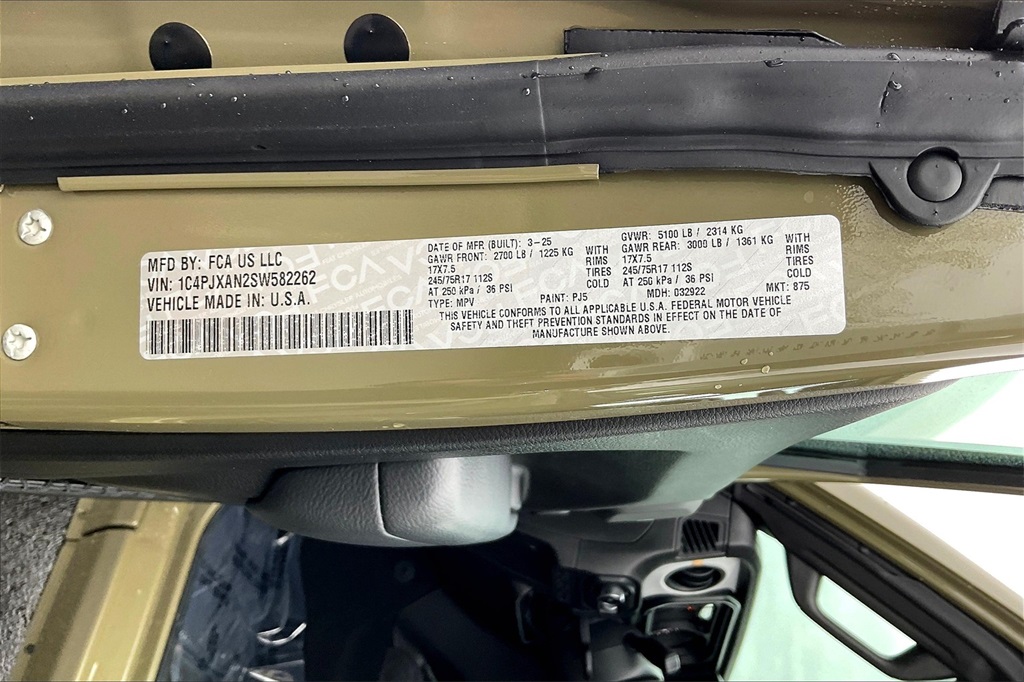 MFD BY: FCA US LLC
VIN: 1C4PJXAN2SW582262
VEHICLE MADE IN: U.S.A.
DATE OF MFR (BUILT): 3-25
GAWR FRONT: 2700 LB / 1225 KG WITH
17X7.5 RIMS
245/75R17 112S TIRES
AT 250 kPa / 36 PSI COLD
TYPE: MPV PAINT: PJ5
GVWR: 5100 LB / 2314 KG
GAWR REAR: 3000 LB / 1361 KG WITH
17X7.5 RIMS
245/75R17 112S TIRES
AT 250 kPa / 36 PSI COLD
MDH: 032922 MKT: 875
THIS VEHICLE CONFORMS TO ALL APPLICABLE U.S.A. FEDERAL MOTOR VEHICLE
SAFETY AND THEFT PREVENTION STANDARDS IN EFFECT ON THE DATE OF
MANUFACTURE SHOWN ABOVE.